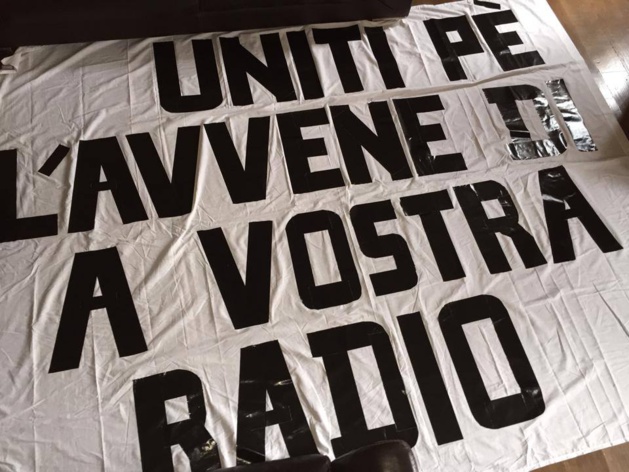 UNITI PÈ
L'AVVENE DI
A VOSTRA
RADIO